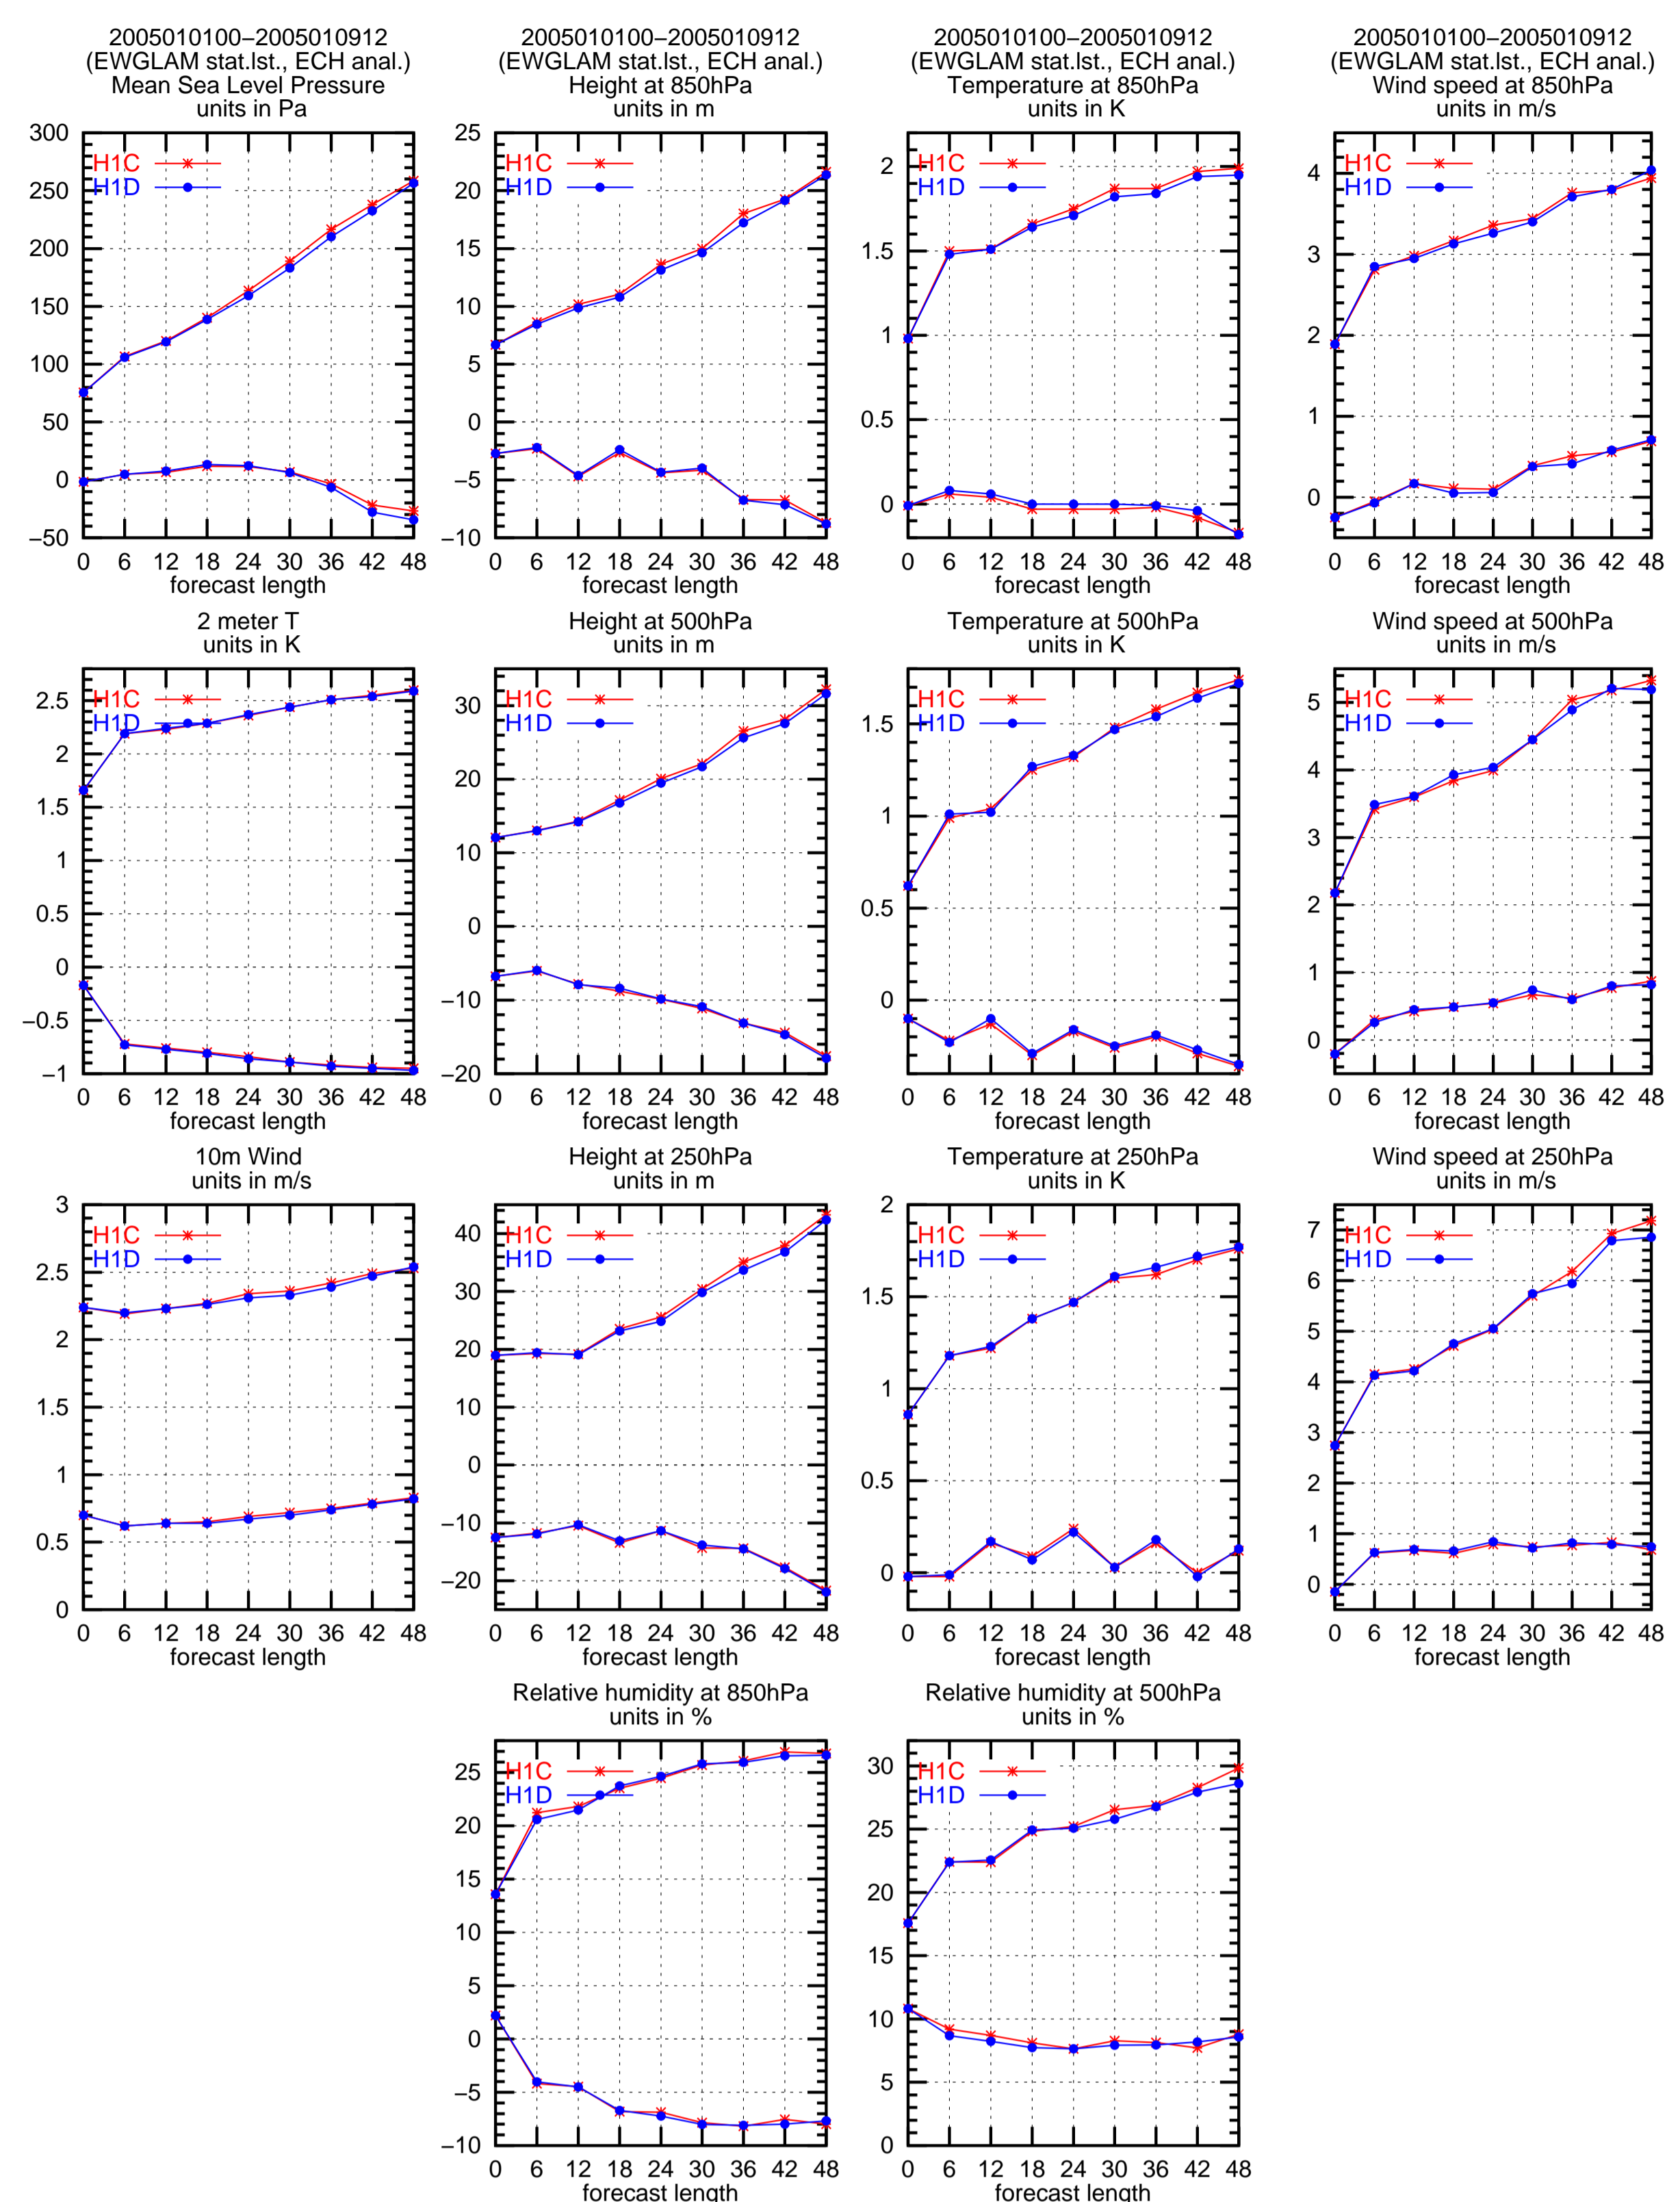 2005010100–2005010912
(EWGLAM stat.lst., ECH anal.)
Mean Sea Level Pressure
units in Pa
300
250
200
150
100
50
0
–50
H1C
H1D
0 6 12 18 24 30 36 42 48
forecast length
2005010100–2005010912
(EWGLAM stat.lst., ECH anal.)
Height at 850hPa
units in m
25
20
15
10
5
0
–5
–10
H1C
H1D
0 6 12 18 24 30 36 42 48
forecast length
2005010100–2005010912
(EWGLAM stat.lst., ECH anal.)
Temperature at 850hPa
units in K
2
1.5
1
0.5
0
H1C
H1D
0 6 12 18 24 30 36 42 48
forecast length
2005010100–2005010912
(EWGLAM stat.lst., ECH anal.)
Wind speed at 850hPa
units in m/s
4
3
2
1
0
H1C
H1D
0 6 12 18 24 30 36 42 48
forecast length
2 meter T
units in K
2.5
2
1.5
1
0.5
0
–0.5
–1
H1C
H1D
0 6 12 18 24 30 36 42 48
forecast length
Height at 500hPa
units in m
30
20
10
0
–10
–20
H1C
H1D
0 6 12 18 24 30 36 42 48
forecast length
Temperature at 500hPa
units in K
1.5
1
0.5
0
H1C
H1D
0 6 12 18 24 30 36 42 48
forecast length
Wind speed at 500hPa
units in m/s
5
4
3
2
1
0
H1C
H1D
0 6 12 18 24 30 36 42 48
forecast length
10m Wind
units in m/s
3
2.5
2
1.5
1
0.5
0
H1C
H1D
0 6 12 18 24 30 36 42 48
forecast length
Height at 250hPa
units in m
40
30
20
10
0
–10
–20
H1C
H1D
0 6 12 18 24 30 36 42 48
forecast length
Temperature at 250hPa
units in K
2
1.5
1
0.5
0
H1C
H1D
0 6 12 18 24 30 36 42 48
forecast length
Wind speed at 250hPa
units in m/s
7
6
5
4
3
2
1
0
H1C
H1D
0 6 12 18 24 30 36 42 48
forecast length
Relative humidity at 850hPa
units in %
25
20
15
10
5
0
–5
–10
H1C
H1D
0 6 12 18 24 30 36 42 48
forecast length
Relative humidity at 500hPa
units in %
30
25
20
15
10
5
0
H1C
H1D
0 6 12 18 24 30 36 42 48
forecast length